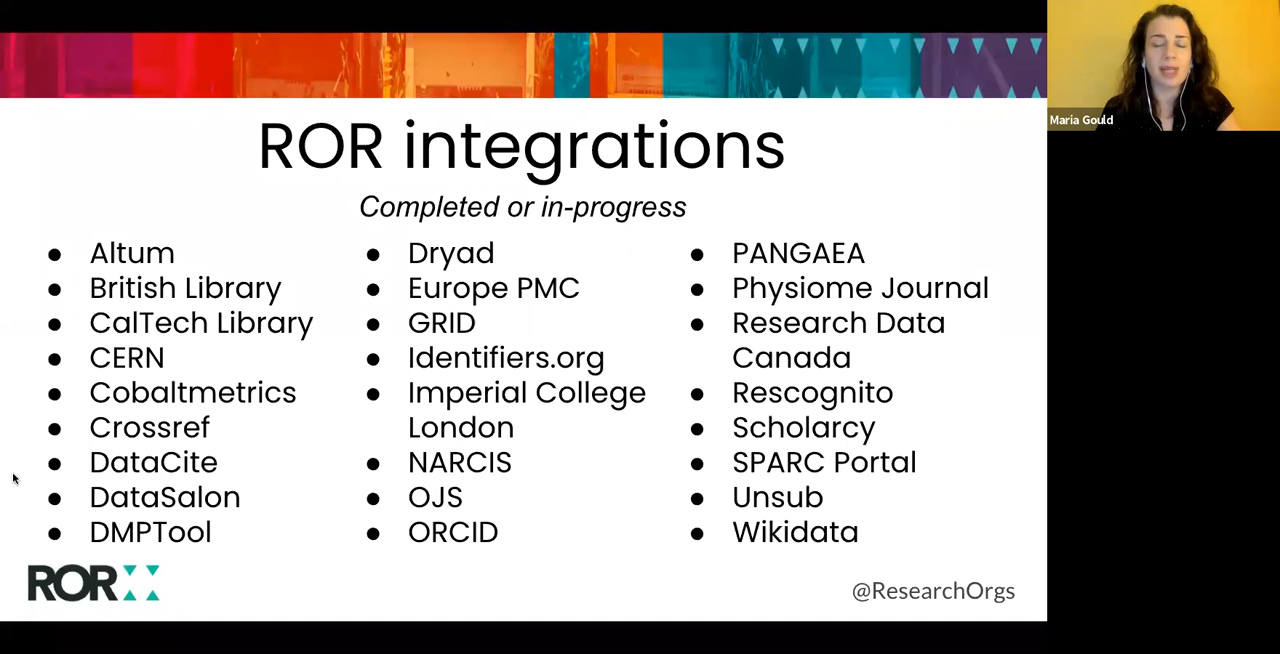 ROR integrations
Completed or in-progress
● Altum
● British Library
● CalTech Library
● CERN
● Cobaltmetrics
● Crossref
● DataCite
● DataSalon
● DMPTool
● Dryad
● Europe PMC
● GRID
● Identifiers.org
● Imperial College
London
● NARCIS
● OJS
● ORCID
● PANGAEA
● Physiome Journal
● Research Data
Canada
● Rescognito
● Scholarcy
● SPARC Portal
● Unsub
● Wikidata
ROR
@ResearchOrgs
Maria Gould